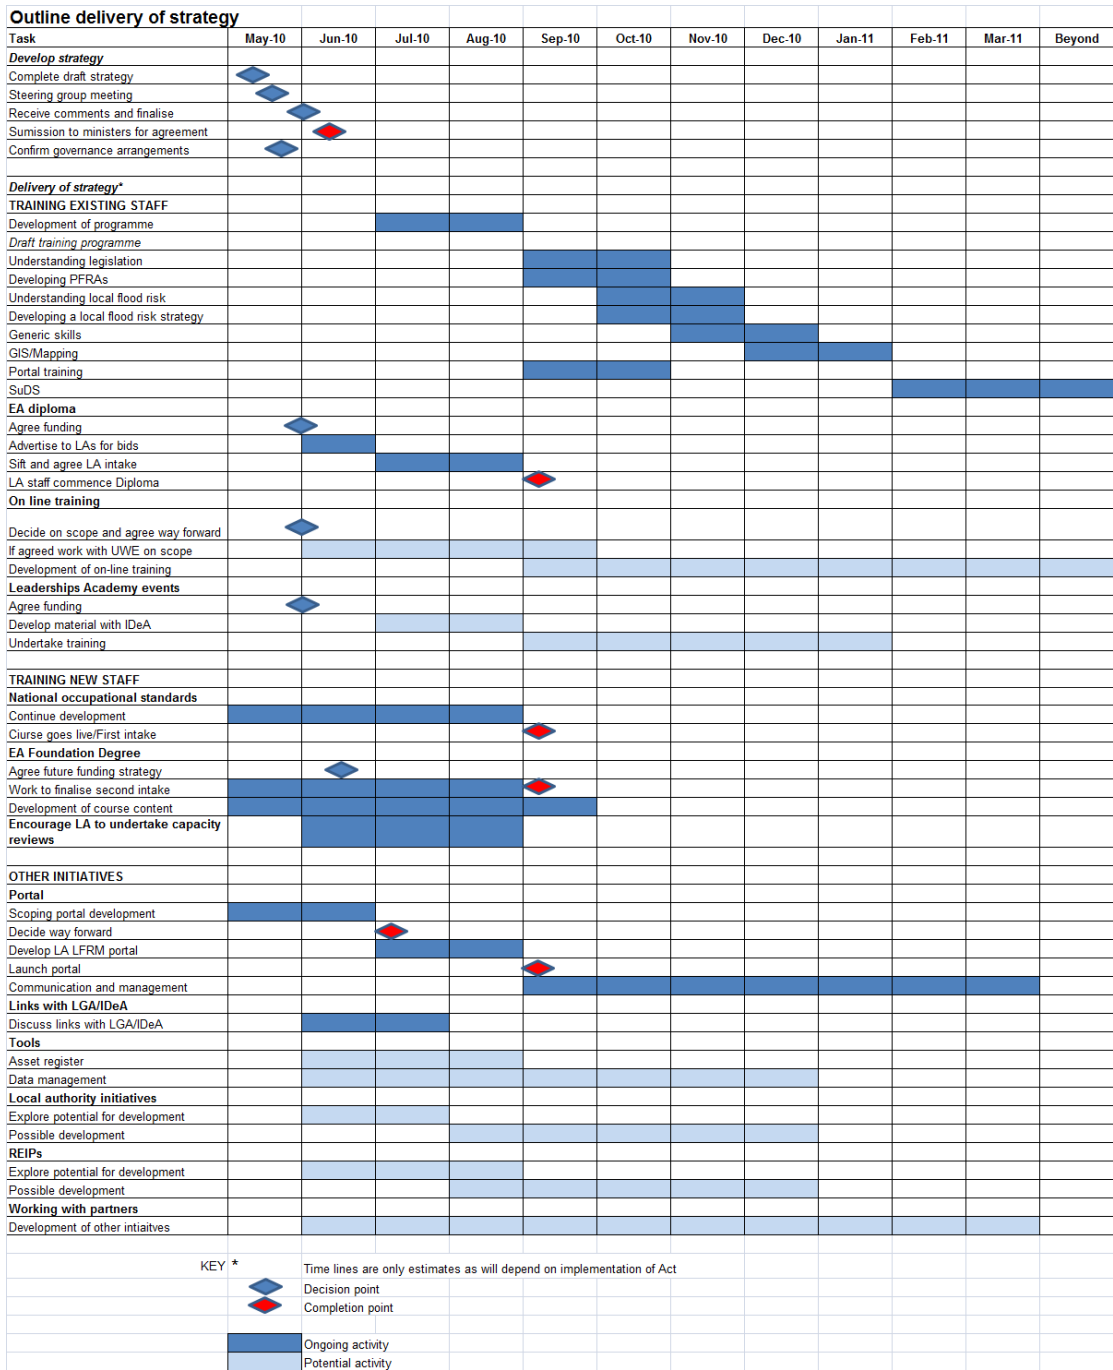 Outline delivery of strategy
Task May-10 Jun-10 Jul-10 Aug-10 Sep-10 Oct-10 Nov-10 Dec-10 Jan-11 Feb-11 Mar-11 Beyond
Develop strategy
Complete draft strategy
Steering group meeting
Receive comments and finalise
Sumission to ministers for agreement
Confirm governance arrangements
Delivery of strategy*
TRAINING EXISTING STAFF
Development of programme
Draft training programme
Understanding legislation
Developing PFRAs
Understanding local flood risk
Developing a local flood risk strategy
Generic skills
GIS/Mapping
Portal training
SuDS
EA diploma
Agree funding
Advertise to LAs for bids
Sift and agree LA intake
LA staff commence Diploma
On line training
Decide on scope and agree way forward
If agreed work with UWE on scope
Development of on-line training
Leaderships Academy events
Agree funding
Develop material with IDeA
Undertake training
TRAINING NEW STAFF
National occupational standards
Continue development
Ciurse goes live/First intake
EA Foundation Degree
Agree future funding strategy
Work to finalise second intake
Development of course content
Encourage LA to undertake capacity
reviews
OTHER INITIATIVES
Portal
Scoping portal development
Decide way forward
Develop LA LFRM portal
Launch portal
Communication and management
Links with LGA/IDeA
Discuss links with LGA/IDeA
Tools
Asset register
Data management
Local authority initiatives
Explore potential for development
Possible development
REIPs
Explore potential for development
Possible development
Working with partners
Development of other intiaitves
KEY * Time lines are only estimates as will depend on implementation of Act
Decision point
Completion point
Ongoing activity
Potential activity